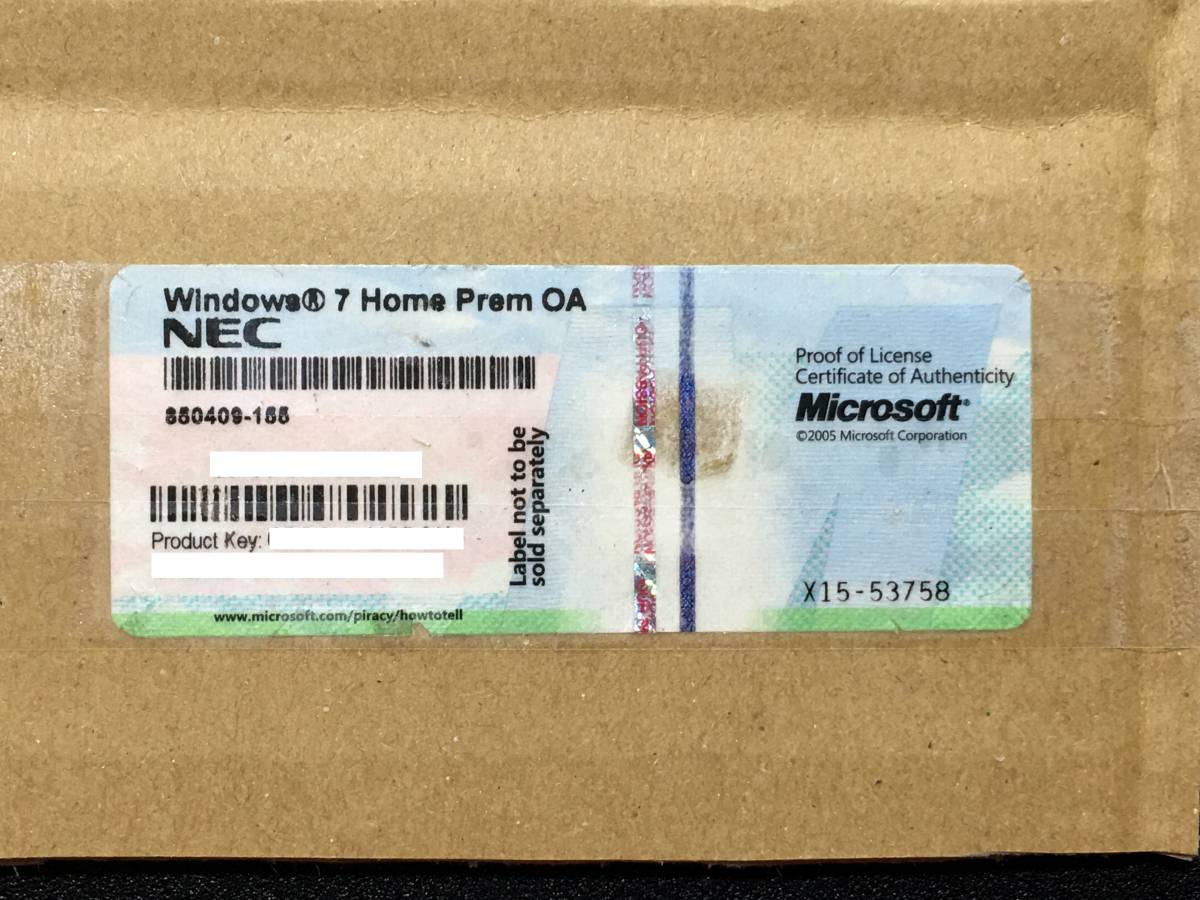 Windows® 7 Home Prem OA
NEC
850409-155
Product Key:
www.microsoft.com/piracy/howtotell
Label not to be
sold separately
Proof of License
Certificate of Authenticity
Microsoft®
©2005 Microsoft Corporation
X15-53758